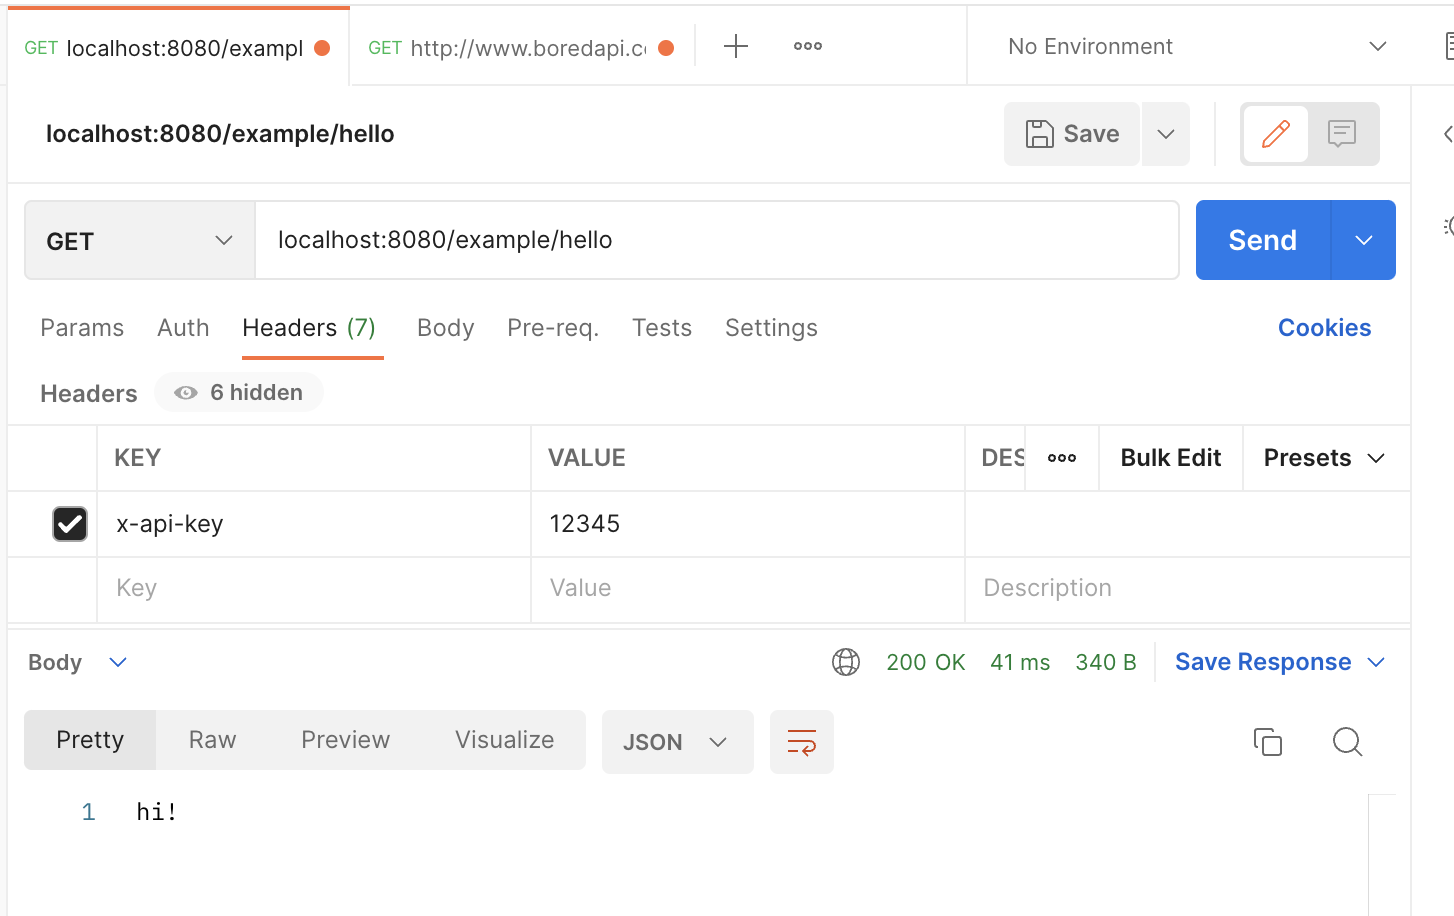 GET localhost:8080/exampl GET http://www.boredapi.c No Environment
localhost:8080/example/hello Save
GET localhost:8080/example/hello Send
Params Auth Headers (7) Body Pre-req. Tests Settings Cookies
Headers 6 hidden
KEY VALUE DES Bulk Edit Presets
x-api-key 12345
Key Value Description
Body 200 OK 41 ms 340 B Save Response
Pretty Raw Preview Visualize JSON
1 hi!